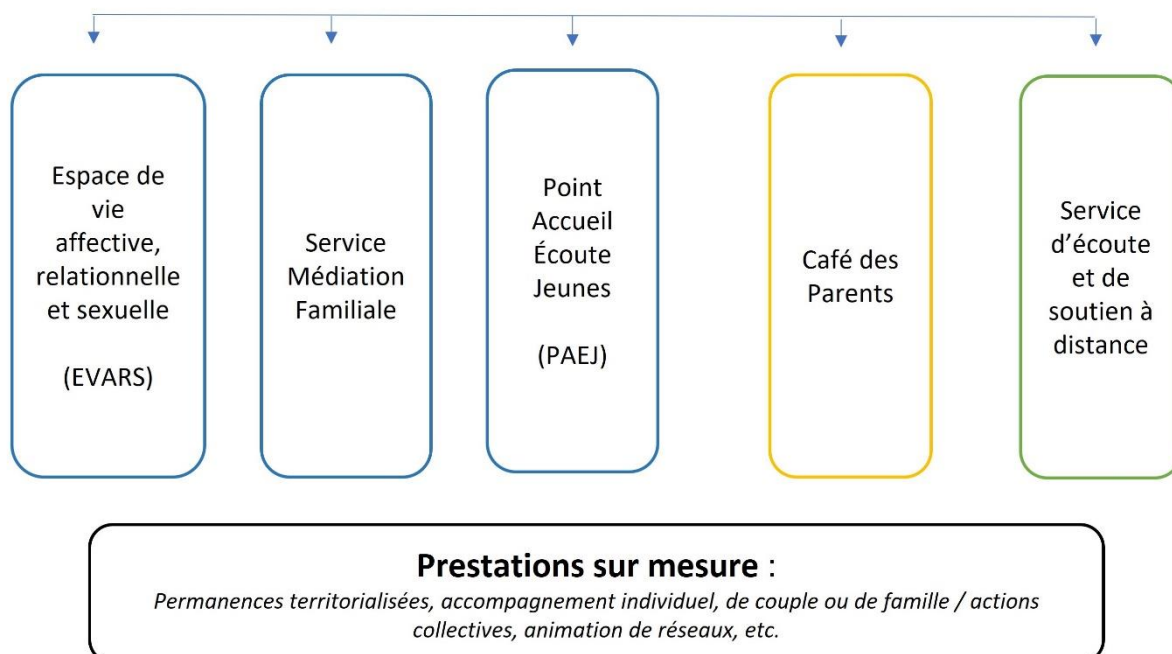 Espace de
vie
affective,
relationnelle
et sexuelle
(EVARS)
Service
Médiation
Familiale
Point
Accueil
Écoute
Jeunes
(PAEJ)
Café des
Parents
Service
d’écoute
et de
soutien à
distance
Prestations sur mesure :
Permanences territorialisées, accompagnement individuel, de couple ou de famille / actions
collectives, animation de réseaux, etc.